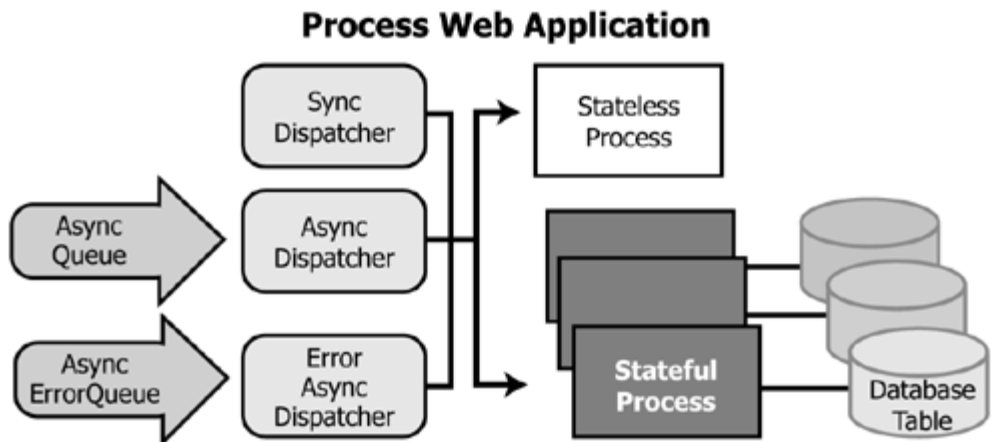 Process Web Application
Sync
Dispatcher
Stateless
Process
Async
Queue
Async
Dispatcher
Async
ErrorQueue
Error
Async
Dispatcher
Stateful
Process
Database
Table